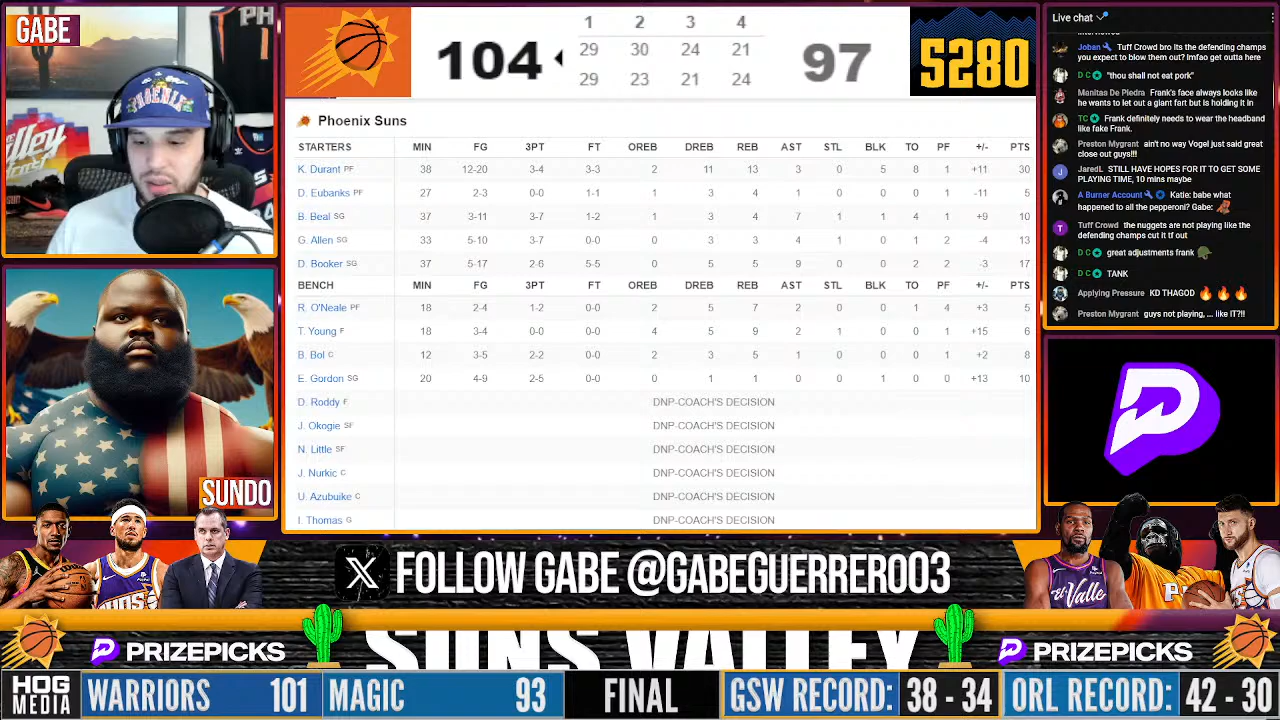 GABE
PH
104
1 2 3 4
29 30 24 21
29 23 21 24
97
5280
Phoenix Suns
STARTERS MIN FG 3PT FT OREB DREB REB AST STL BLK TO PF +/- PTS
K. Durant PF 38 12-20 3-4 3-3 2 11 13 3 0 5 8 1 +11 30
D. Eubanks PF 27 2-3 0-0 1-1 1 3 4 1 0 0 0 1 -11 5
B. Beal SG 37 3-11 3-7 1-2 1 3 4 7 1 1 4 1 +9 10
G. Allen SG 33 5-10 3-7 0-0 0 3 3 4 1 0 1 2 -4 13
D. Booker SG 37 5-17 2-6 5-5 0 5 5 9 0 0 2 2 -3 17
BENCH MIN FG 3PT FT OREB DREB REB AST STL BLK TO PF +/- PTS
R. O'Neale PF 18 2-4 1-2 0-0 2 5 7 2 0 0 1 4 +3 5
T. Young F 18 3-4 0-0 0-0 4 5 9 2 1 0 0 1 +15 6
B. Bol C 12 3-5 2-2 0-0 2 3 5 1 0 0 0 1 +2 8
E. Gordon SG 20 4-9 2-5 0-0 0 1 1 0 0 1 0 0 +13 10
D. Roddy F DNP-COACH'S DECISION
J. Okogie SF DNP-COACH'S DECISION
N. Little SF DNP-COACH'S DECISION
J. Nurkic C DNP-COACH'S DECISION
U. Azubuike C DNP-COACH'S DECISION
I. Thomas G DNP-COACH'S DECISION
Live chat
Joban Tuff Crowd bro its the defending champs
you expect to blow them out? lmfao get outta here
D C "thou shall not eat pork"
Manitas De Piedra Frank's face always looks like
he wants to let out a giant fart but is holding it in
TC Frank definitely needs to wear the headband
like fake Frank.
Preston Mygrant ain't no way Vogel just said great
close out guys!!!
JaredL STILL HAVES HOPES FOR IT TO GET SOME
PLAYING TIME, 10 mins maybe
A Burner Account Katie: babe what
happened to all the pepperoni? Gabe:
Tuff Crowd the nuggets are not playing like the
defending champs cut it tf out
D C great adjustments frank
D C TANK
Applying Pressure KD THAGOD 🔥🔥🔥
Preston Mygrant guys not playing, ... like IT?!!
SUNDO
FOLLOW GABE @GABEGUERRERO03
PRIZEPICKS
SUNS VALLEY
PRIZEPICKS
HOG
MEDIA
WARRIORS 101 MAGIC 93 FINAL GSW RECORD: 38 - 34 ORL RECORD: 42 - 30